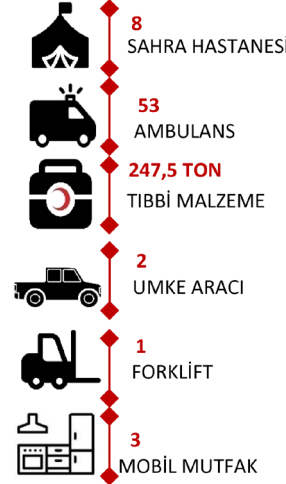 8
SAHRA HASTANESİ
53
AMBULANS
247,5 TON
TIBBİ MALZEME
2
UMKE ARACI
1
FORKLİFT
3
MOBİL MUTFAK